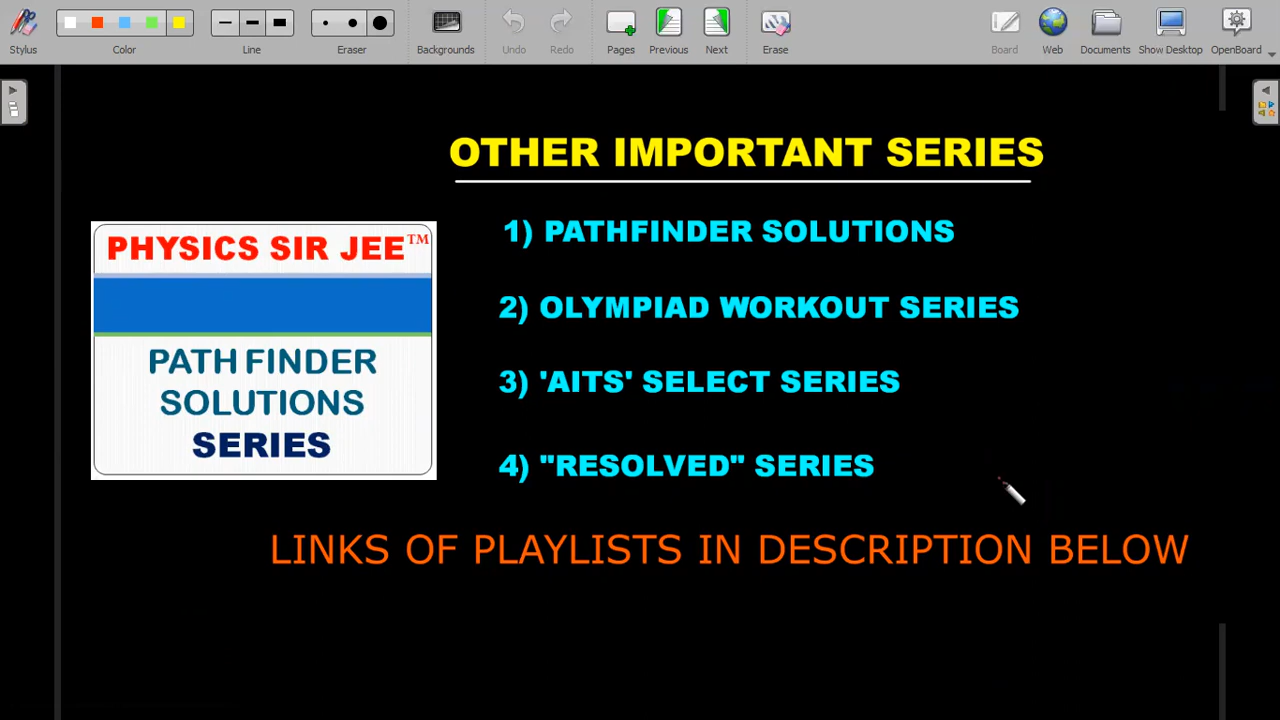 Stylus
Color
Line
Eraser
Backgrounds
Undo
Redo
Pages
Previous
Next
Erase
Board
Web
Documents
Show Desktop
OpenBoard
OTHER IMPORTANT SERIES
PHYSICS SIR JEE™
PATH FINDER
SOLUTIONS
SERIES
1) PATHFINDER SOLUTIONS
2) OLYMPIAD WORKOUT SERIES
3) 'AITS' SELECT SERIES
4) "RESOLVED" SERIES
LINKS OF PLAYLISTS IN DESCRIPTION BELOW